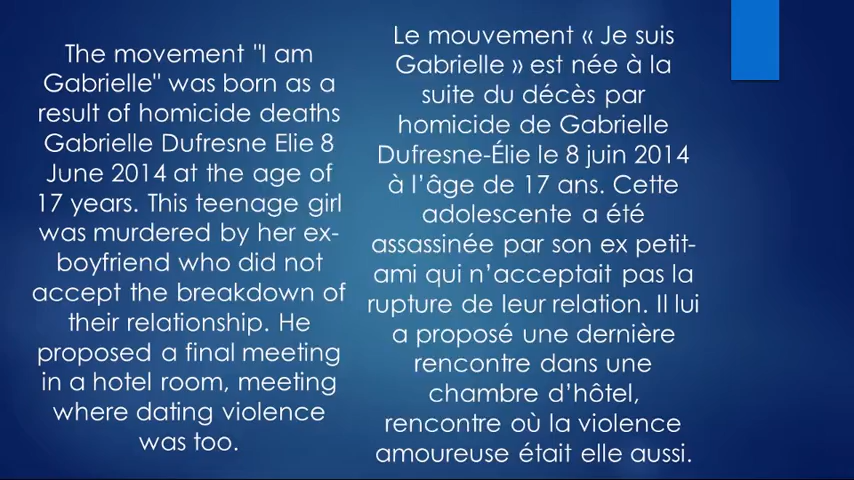 The movement "I am
Gabrielle" was born as a
result of homicide deaths
Gabrielle Dufresne Elie 8
June 2014 at the age of
17 years. This teenage girl
was murdered by her ex-
boyfriend who did not
accept the breakdown of
their relationship. He
proposed a final meeting
in a hotel room, meeting
where dating violence
was too.
Le mouvement « Je suis
Gabrielle » est née à la
suite du décès par
homicide de Gabrielle
Dufresne-Élie le 8 juin 2014
à l’âge de 17 ans. Cette
adolescente a été
assassinée par son ex petit-
ami qui n’acceptait pas la
rupture de leur relation. Il lui
a proposé une dernière
rencontre dans une
chambre d’hôtel,
rencontre où la violence
amoureuse était elle aussi.